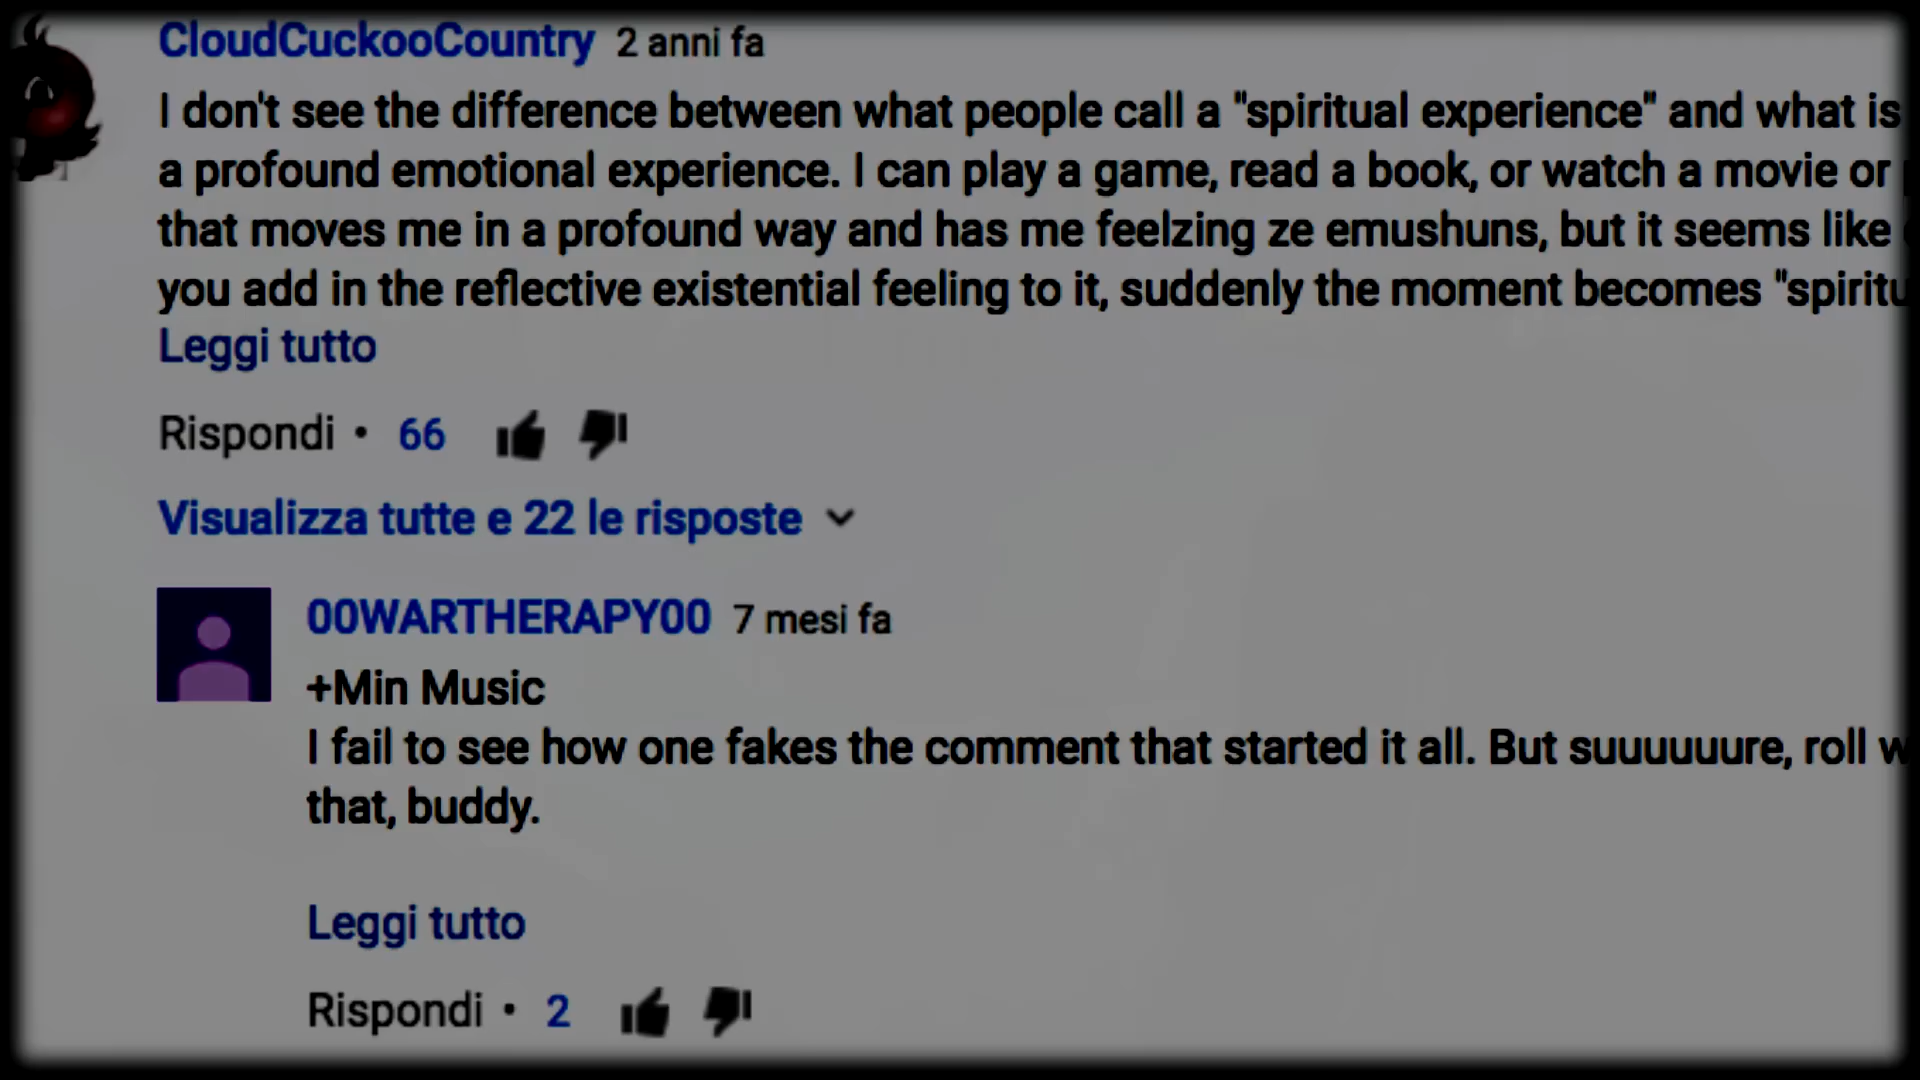 CloudCuckooCountry 2 anni fa
I don't see the difference between what people call a "spiritual experience" and what is
a profound emotional experience. I can play a game, read a book, or watch a movie or
that moves me in a profound way and has me feelzing ze emushuns, but it seems like
you add in the reflective existential feeling to it, suddenly the moment becomes "spiritu
Leggi tutto
Rispondi • 66
Visualizza tutte e 22 le risposte
00WARTHERAPY00 7 mesi fa
+Min Music
I fail to see how one fakes the comment that started it all. But suuuuuure, roll w
that, buddy.
Leggi tutto
Rispondi • 2